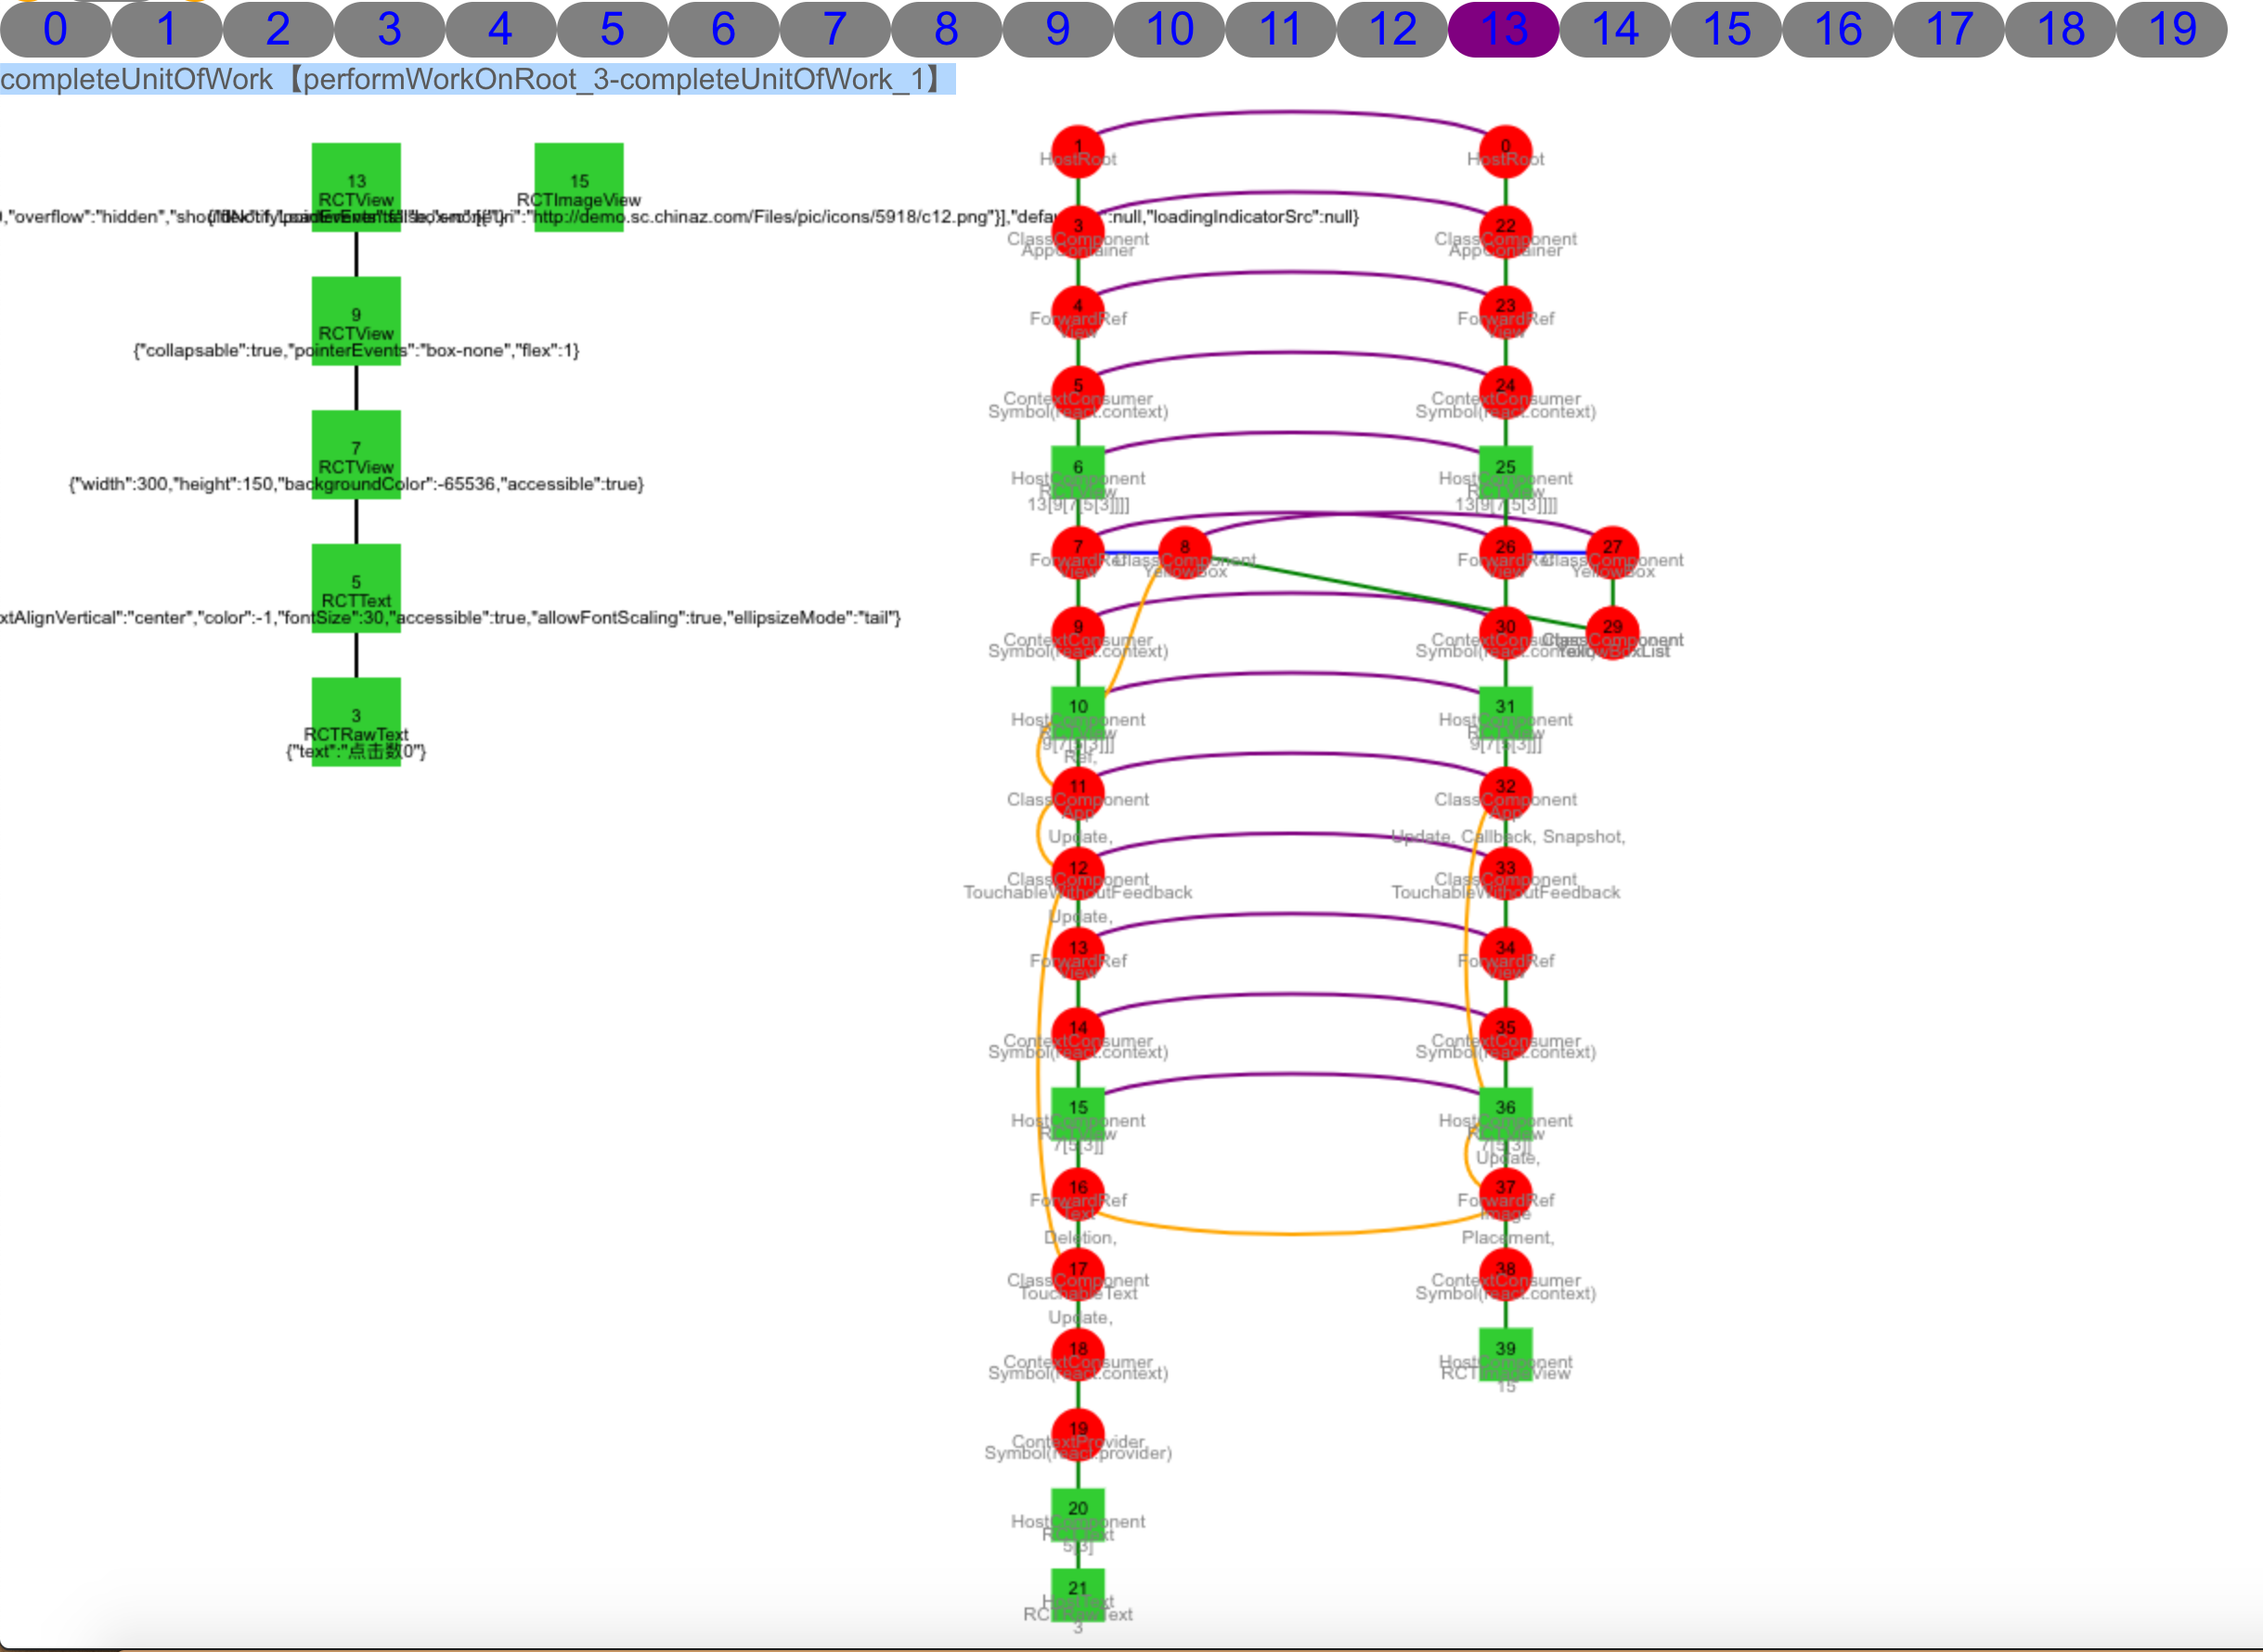 0 1 2 3 4 5 6 7 8 9 10 11 12 13 14 15 16 17 18 19
completeUnitOfWork【performWorkOnRoot_3-completeUnitOfWork_1】
13
RCTView
15
RCTImageView
"overflow":"hidden"
"http://demo.sc.chinaz.com/Files/pic/icons/5918/c12.png"}],
:null,"loadingIndicatorSrc":null}
9
RCTView
{"collapsable":true,"pointerEvents":"box-none","flex":1}
7
RCTView
{"width":300,"height":150,"backgroundColor":-65536,"accessible":true}
5
RCTText
xtAlignVertical":"center","color":-1,"fontSize":30,"accessible":true,"allowFontScaling":true,"ellipsizeMode":"tail"}
3
RCTRawText
{"text":"点击数0"}
1
HostRoot
0
HostRoot
3
ClassComponent
AppContainer
22
ClassComponent
AppContainer
4
ForwardRef
View
23
ForwardRef
View
5
ContextConsumer
Symbol(react.context)
24
ContextConsumer
Symbol(react.context)
6
HostComponent
RCTView
13[9[7[5[3]]]]
25
HostComponent
RCTView
13[9[7[5[3]]]]
7
ForwardRef
View
8
ClassComponent
YellowBox
26
ForwardRef
View
27
ClassComponent
YellowBox
9
ContextConsumer
Symbol(react.context)
30
ContextConsumer
Symbol(react.context)
29
ClassComponent
YellowBoxList
10
HostComponent
RCTView
9[7[5[3]]]
Ref,
31
HostComponent
RCTView
9[7[5[3]]]
11
ClassComponent
App
Update,
32
ClassComponent
App
Update, Callback, Snapshot,
12
ClassComponent
TouchableWithoutFeedback
Update,
33
ClassComponent
TouchableWithoutFeedback
13
ForwardRef
View
34
ForwardRef
View
14
ContextConsumer
Symbol(react.context)
35
ContextConsumer
Symbol(react.context)
15
HostComponent
RCTView
7[5[3]]
36
HostComponent
RCTView
7[5[3]]
Update,
16
ForwardRef
Text
Deletion,
37
ForwardRef
Image
Placement,
17
ClassComponent
TouchableText
Update,
38
ContextConsumer
Symbol(react.context)
18
ContextConsumer
Symbol(react.context)
39
HostComponent
RCTImageView
15
19
ContextProvider
Symbol(react.provider)
20
HostComponent
RCTText
5[3]
21
HostText
RCTRawText
3